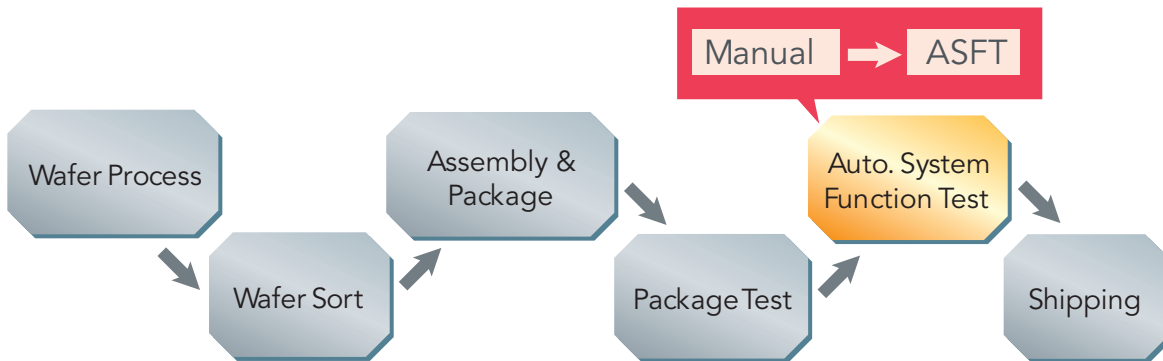 Manual
ASFT
Wafer Process
Wafer Sort
Assembly &
Package
Package Test
Auto. System
Function Test
Shipping